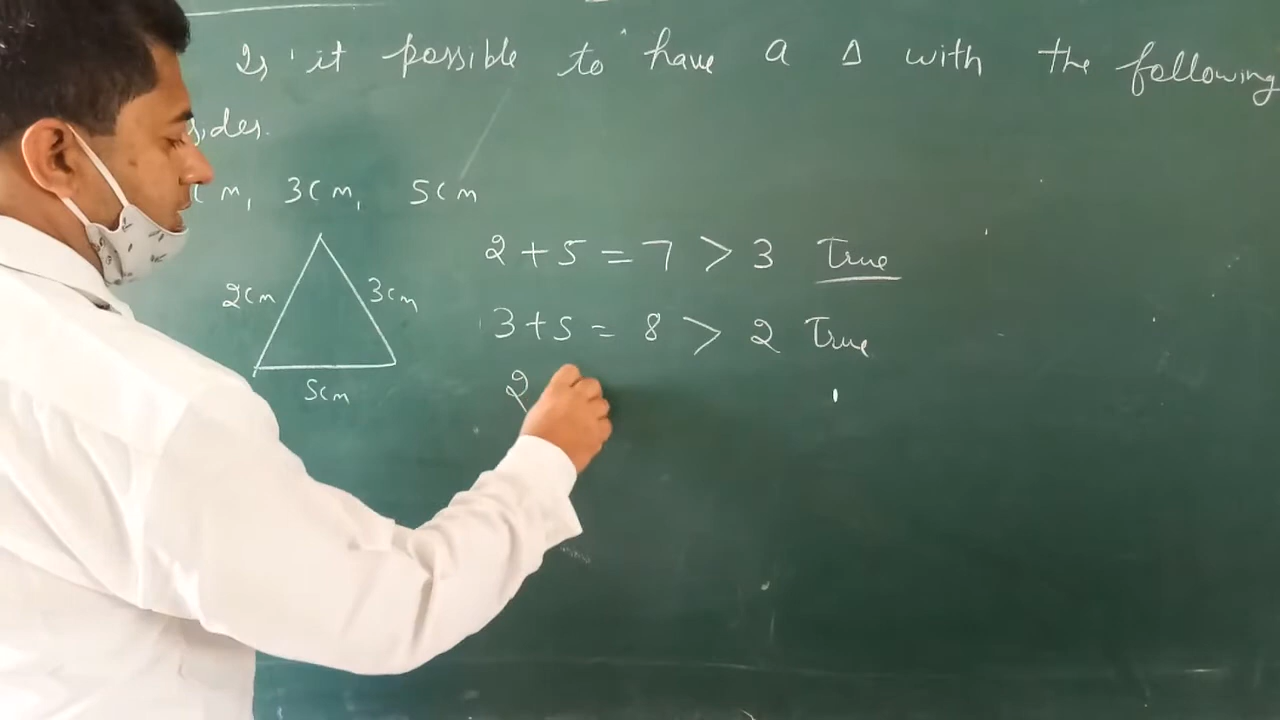 Is it possible to have a Δ with the following
sides.
cm, 3cm, 5cm
2cm 3cm
5cm
2 + 5 = 7 > 3 True
3 + 5 = 8 > 2 True
2